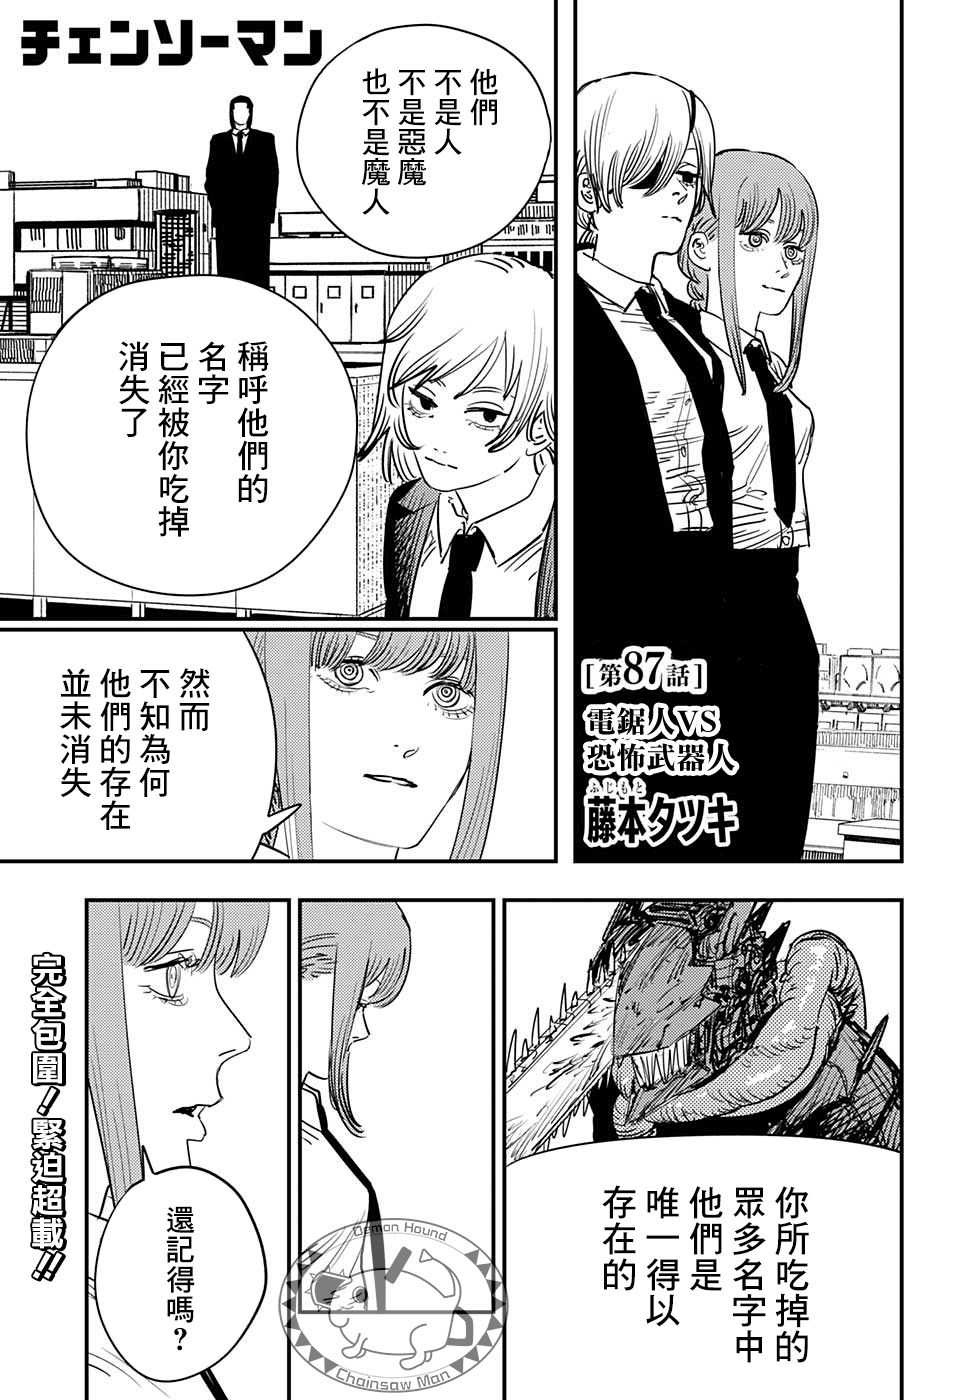 チェンソーマン
[第87話]
電鋸人VS
恐怖武器人
ふじもと
藤本タツキ
他們
不是人
不是惡魔
也不是魔人
稱呼他們的
名字
已經被你吃掉
消失了
然而
不知為何
他們的存在
並未消失
你所吃掉的
眾多名字中
他們是
唯一得以
存在的
還記得嗎?
完全包圍！緊迫超載!!
Demon Hound
Chainsaw Man